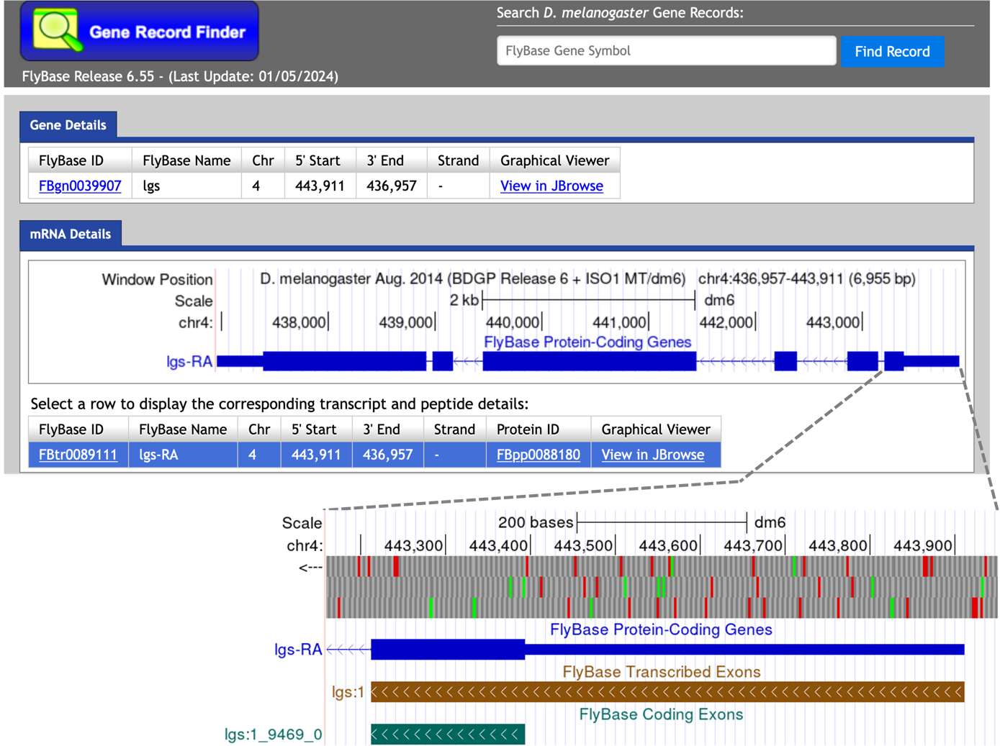 Gene Record Finder
FlyBase Release 6.55 - (Last Update: 01/05/2024)
Search D. melanogaster Gene Records:
FlyBase Gene Symbol
Find Record
Gene Details
FlyBase ID FlyBase Name Chr 5' Start 3' End Strand Graphical Viewer
FBgn0039907 lgs 4 443,911 436,957 - View in JBrowse
mRNA Details
Window Position D. melanogaster Aug. 2014 (BDGP Release 6 + ISO1 MT/dm6) chr4:436,957-443,911 (6,955 bp)
Scale 2 kb dm6
chr4: 438,000 439,000 440,000 441,000 442,000 443,000
FlyBase Protein-Coding Genes
lgs-RA
Select a row to display the corresponding transcript and peptide details:
FlyBase ID FlyBase Name Chr 5' Start 3' End Strand Protein ID Graphical Viewer
FBtr0089111 lgs-RA 4 443,911 436,957 - FBpp0088180 View in JBrowse
Scale 200 bases dm6
chr4: 443,300 443,400 443,500 443,600 443,700 443,800 443,900
<---
FlyBase Protein-Coding Genes
lgs-RA
FlyBase Transcribed Exons
lgs:1
FlyBase Coding Exons
lgs:1_9469_0